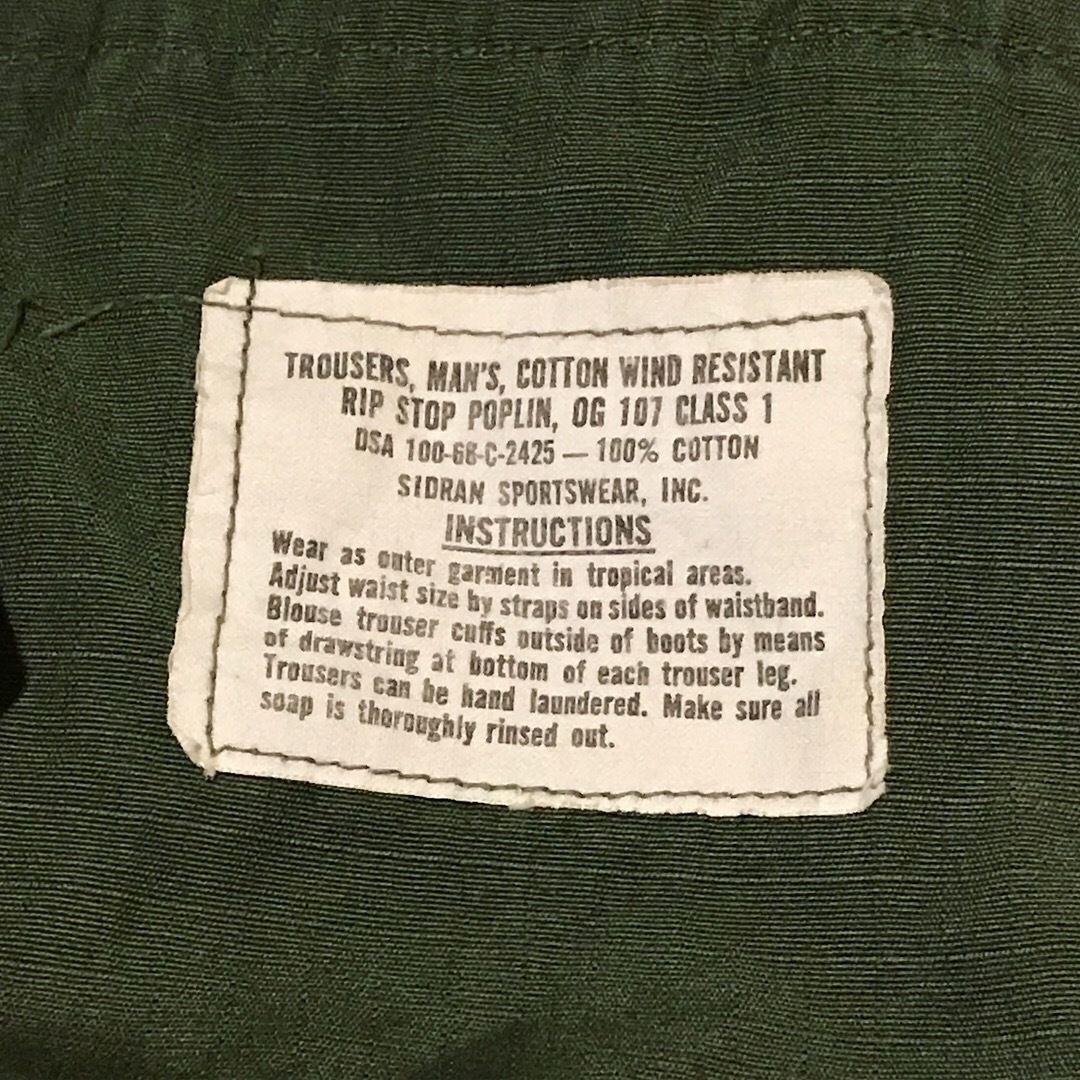 TROUSERS, MAN'S, COTTON WIND RESISTANT
RIP STOP POPLIN, OG 107 CLASS 1
DSA 100-68-C-2425 — 100% COTTON
SIDRAN SPORTSWEAR, INC.
INSTRUCTIONS
Wear as outer garment in tropical areas.
Adjust waist size by straps on sides of waistband.
Blouse trouser cuffs outside of boots by means
of drawstring at bottom of each trouser leg.
Trousers can be hand laundered. Make sure all
soap is thoroughly rinsed out.